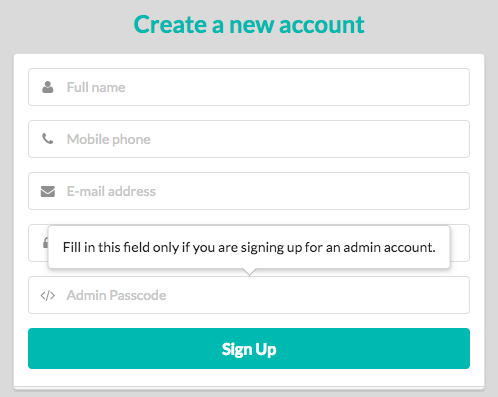 Create a new account
Full name
Mobile phone
E-mail address
Fill in this field only if you are signing up for an admin account.
Admin Passcode
Sign Up